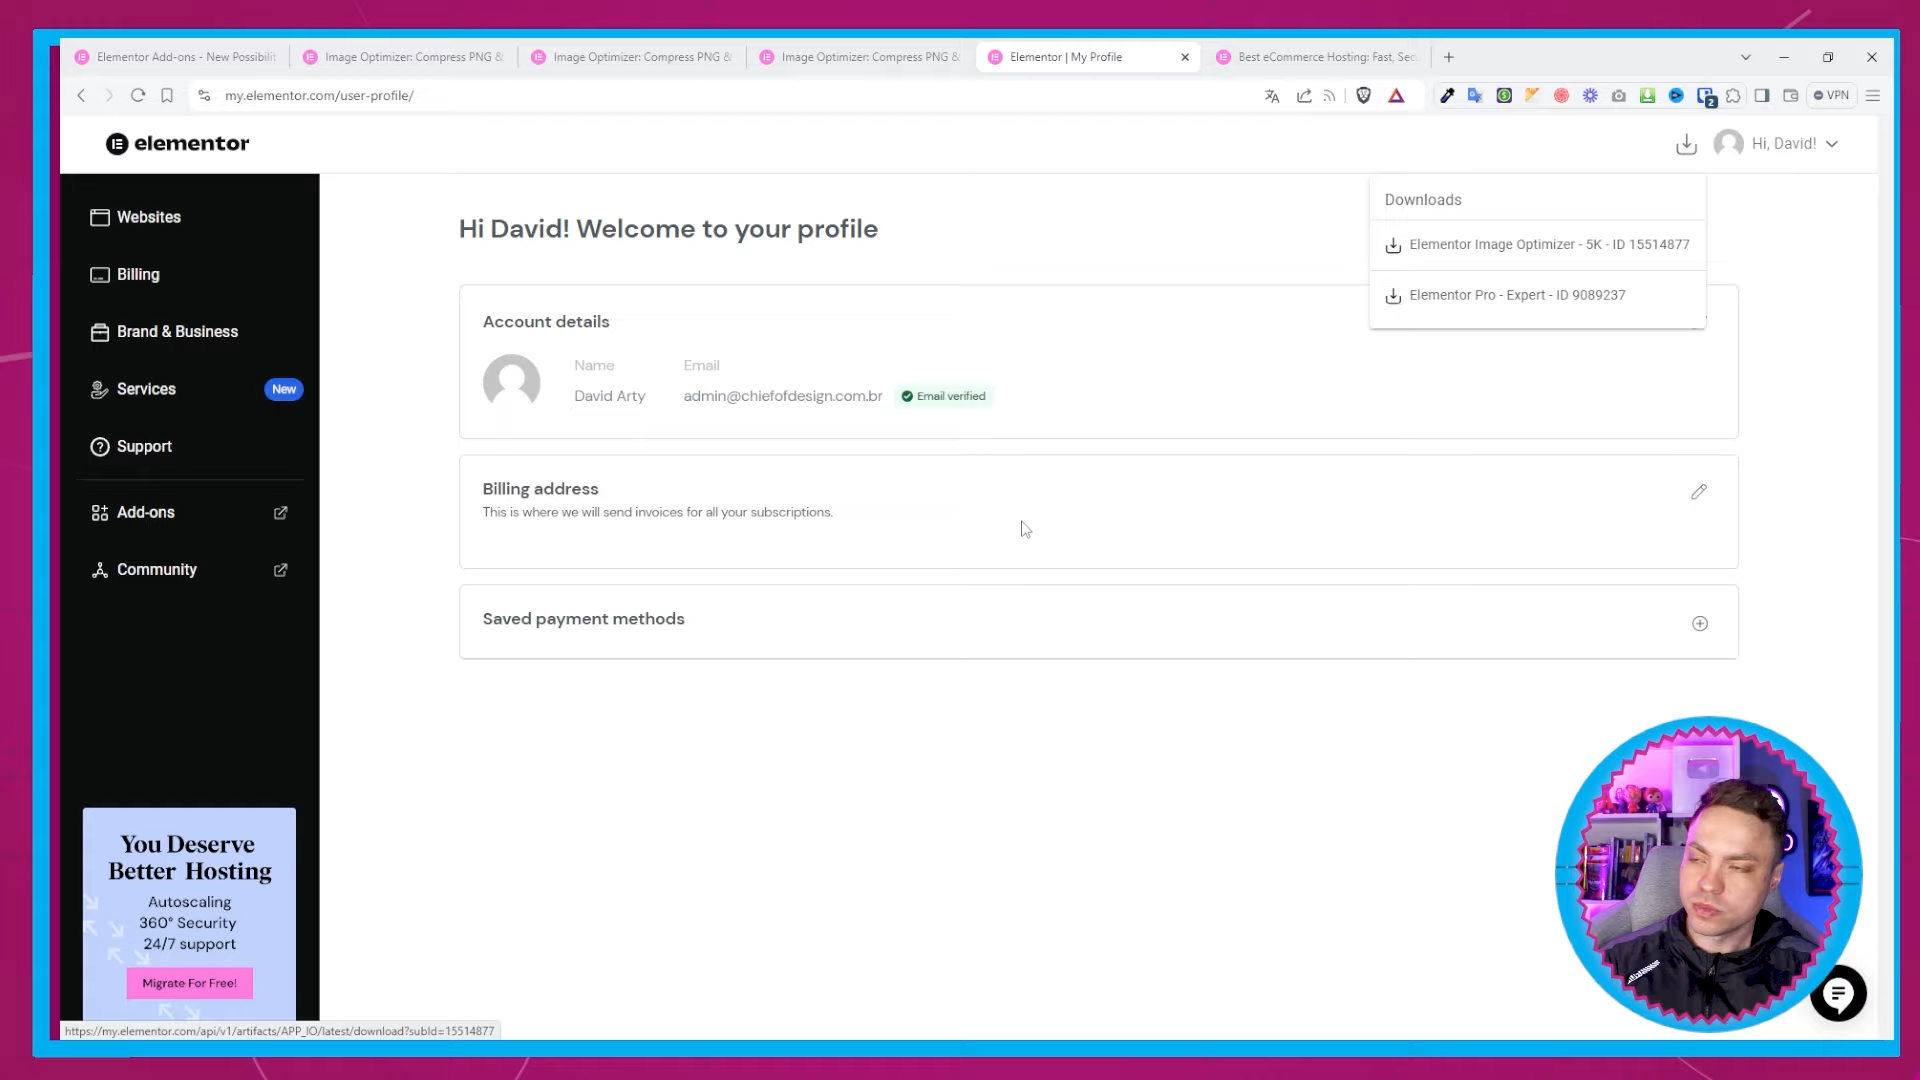 Elementor Add-ons - New Possibilit
Image Optimizer: Compress PNG &
Image Optimizer: Compress PNG &
Image Optimizer: Compress PNG &
Elementor | My Profile
Best eCommerce Hosting: Fast, Sec
my.elementor.com/user-profile/
2
VPN
elementor
Hi, David!
Websites
Billing
Brand & Business
Services
New
Support
Add-ons
Community
Hi David! Welcome to your profile
Downloads
Elementor Image Optimizer - 5K - ID 15514877
Elementor Pro - Expert - ID 9089237
Account details
Name
Email
David Arty
admin@chiefofdesign.com.br
Email verified
Billing address
This is where we will send invoices for all your subscriptions.
Saved payment methods
You Deserve
Better Hosting
Autoscaling
360° Security
24/7 support
Migrate For Free!
https://my.elementor.com/api/v1/artifacts/APP_IO/latest/download?subId=15514877